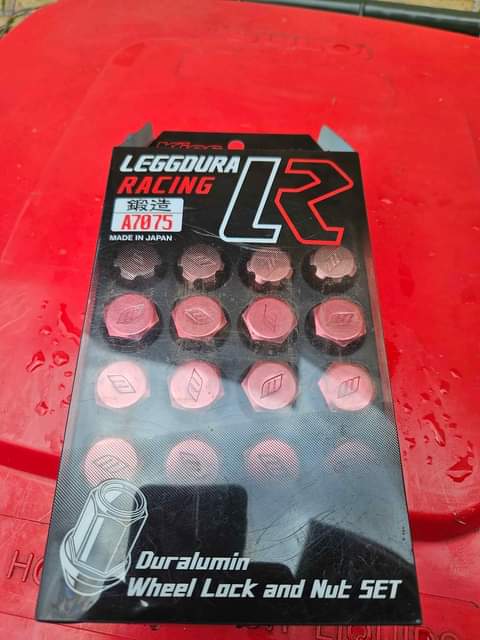 LEGGDURA
RACING
鍛造
A7075
MADE IN JAPAN
LR
Duralumin
Wheel Lock and Nut SET